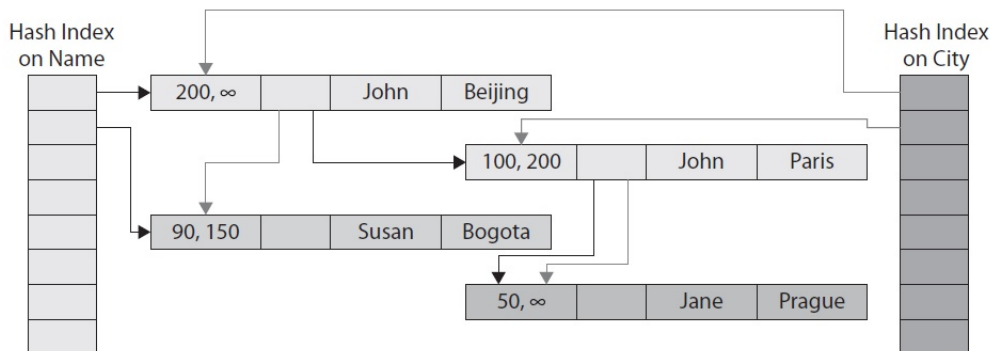 Hash Index
on Name
Hash Index
on City
200, ∞ John Beijing
100, 200 John Paris
90, 150 Susan Bogota
50, ∞ Jane Prague